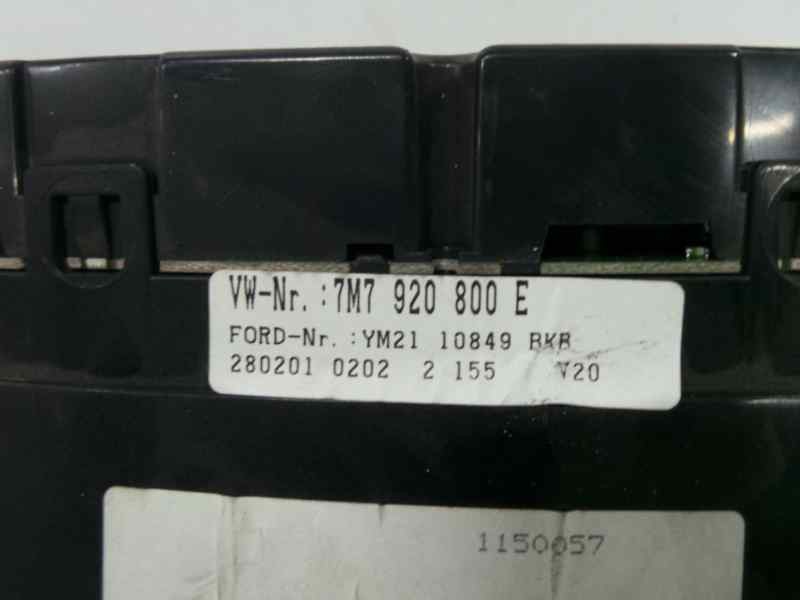 VW-Nr.:7M7 920 800 E
FORD-Nr.:YM21 10849 BKB
280201 0202 2 155 V20
1150057